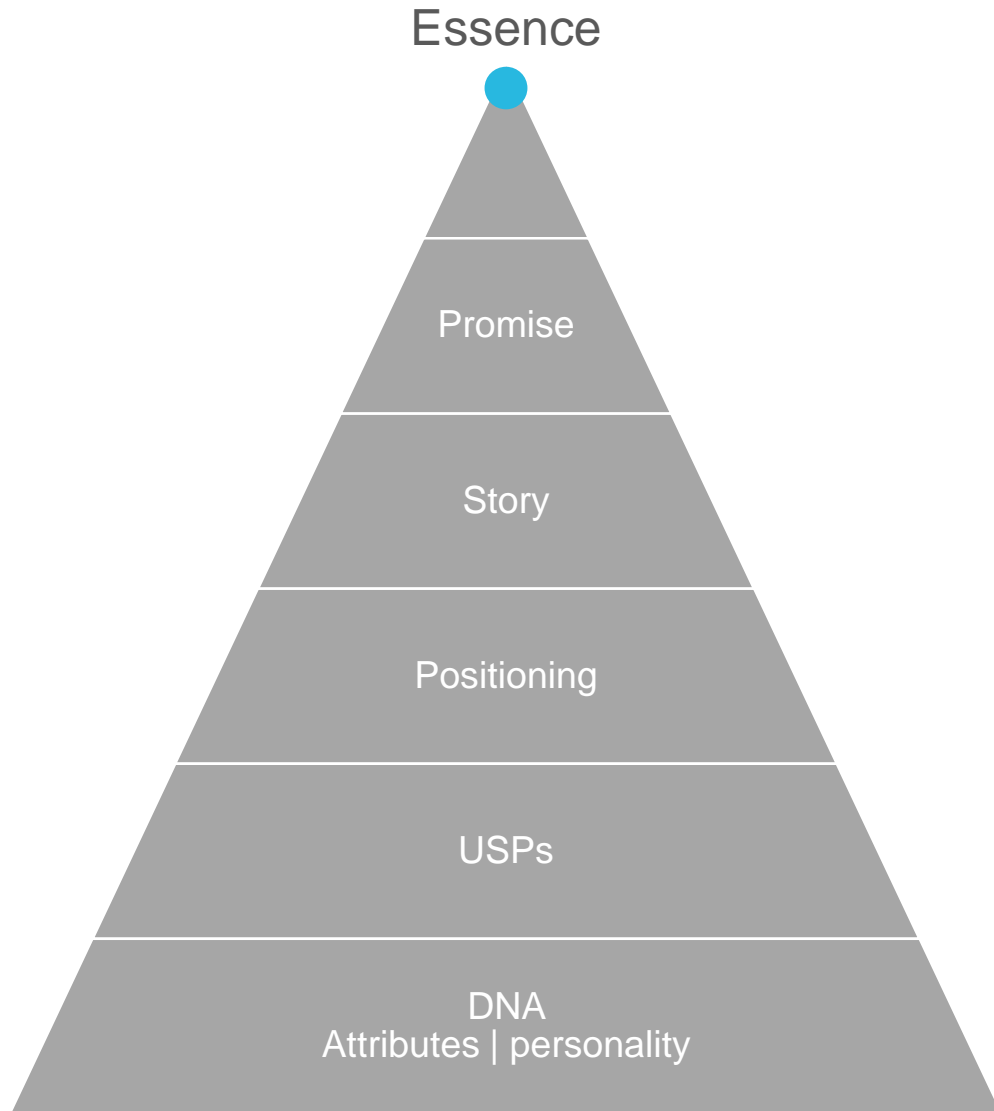 Essence
Promise
Story
Positioning
USPs
DNA
Attributes | personality